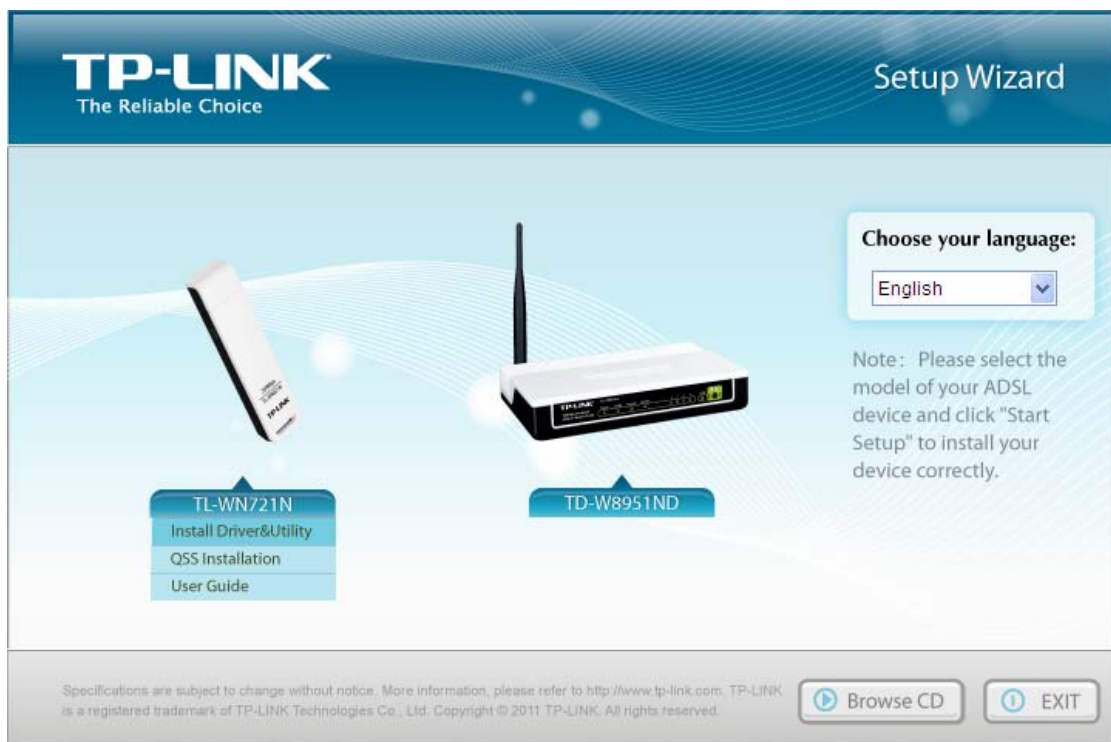 TP-LINK
The Reliable Choice
Setup Wizard
Choose your language:
English
Note: Please select the
model of your ADSL
device and click "Start
Setup" to install your
device correctly.
TP-LINK
TP-LINK
TL-WN721N
Install Driver&Utility
QSS Installation
User Guide
TD-W8951ND
Specifications are subject to change without notice. More information, please refer to http://www.tp-link.com. TP-LINK
is a registered trademark of TP-LINK Technologies Co., Ltd. Copyright © 2011 TP-LINK. All rights reserved.
Browse CD
EXIT